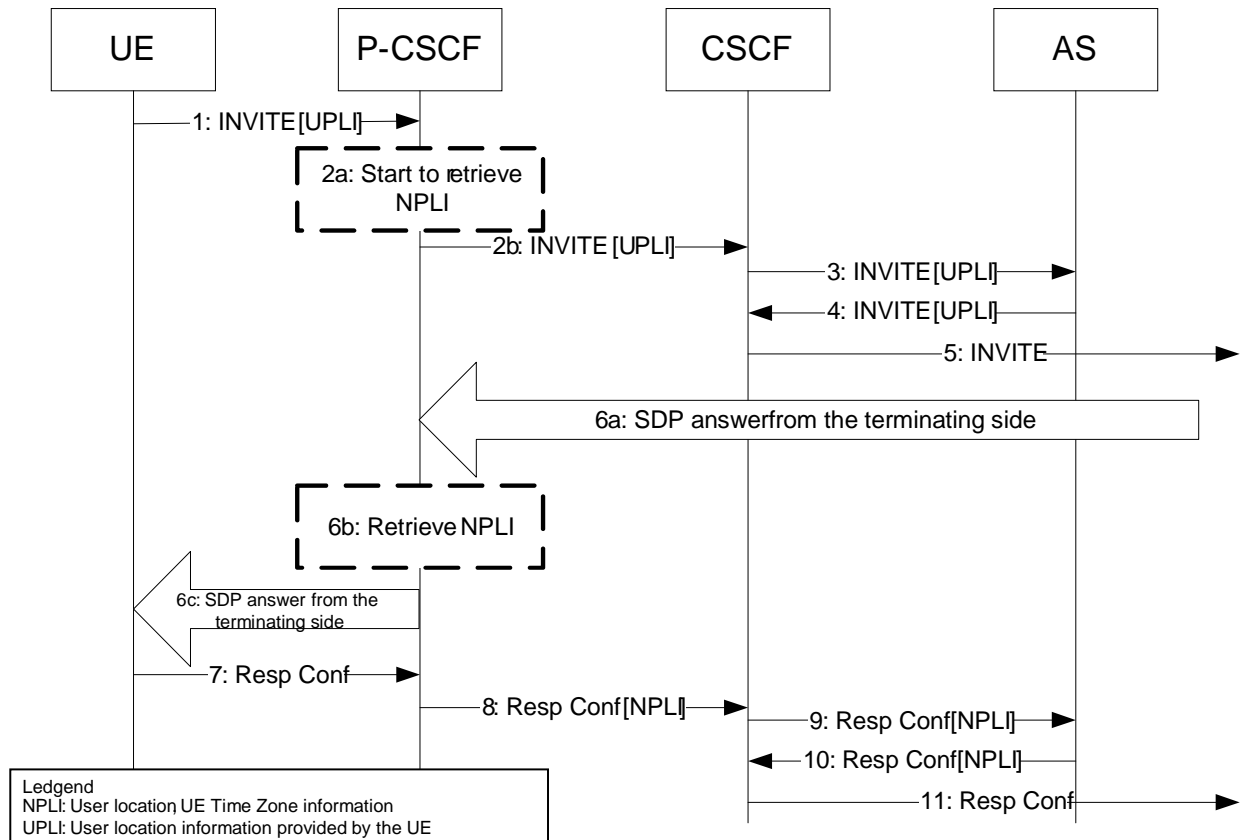 UE
P-CSCF
CSCF
AS
1: INVITE [UPLI]
2a: Start to retrieve
NPLI
2b: INVITE [UPLI]
3: INVITE [UPLI]
4: INVITE [UPLI]
5: INVITE
6a: SDP answerfrom the terminating side
6b: Retrieve NPLI
6c: SDP answer from the
terminating side
7: Resp Conf
8: Resp Conf[NPLI]
9: Resp Conf[NPLI]
10: Resp Conf[NPLI]
11: Resp Conf
Ledgend
NPLI: User location, UE Time Zone information
UPLI: User location information provided by the UE